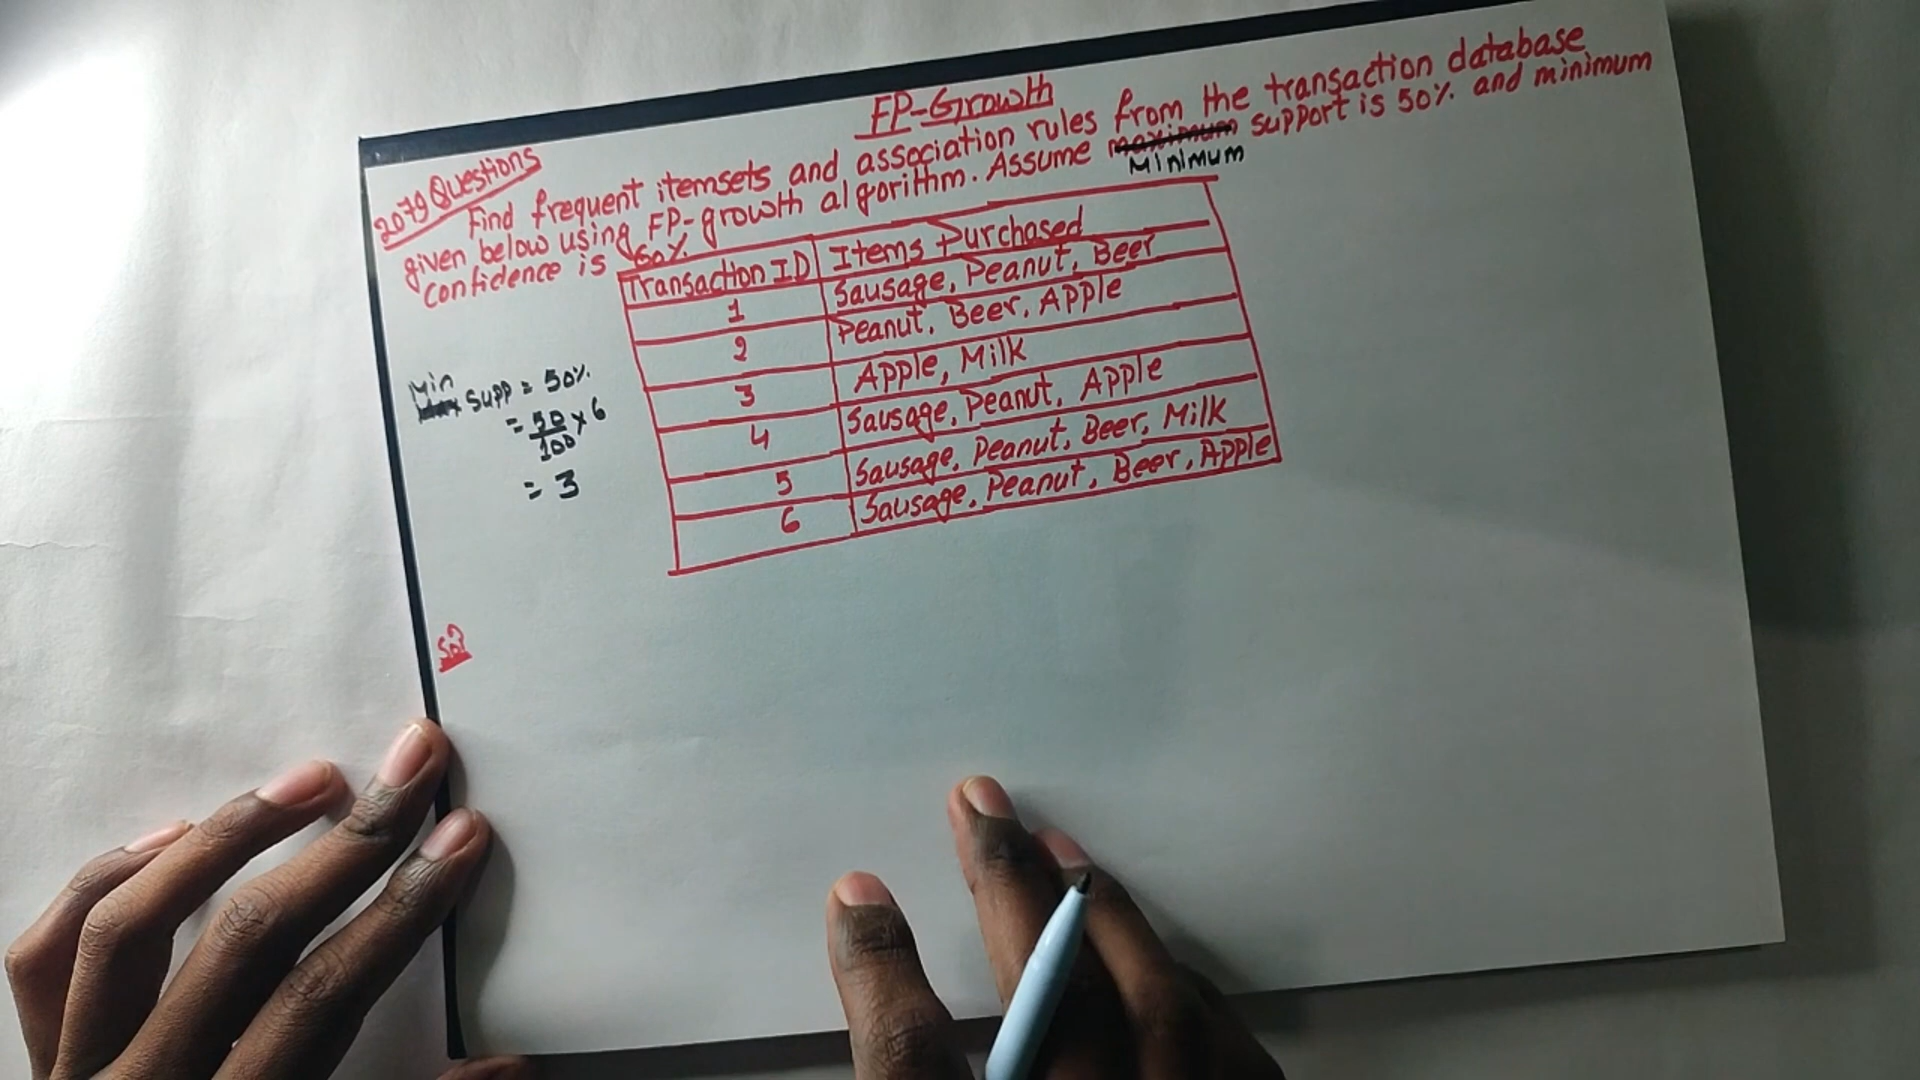 FP-Growth
2079 Questions
Find frequent itemsets and association rules from the transaction database
given below using FP-growth algorithm. Assume maximum support is 50% and minimum
Minimum
confidence is 60%
Transaction I.D Items Purchased
1 Sausage, Peanut, Beer
2 Peanut, Beer, Apple
3 Apple, Milk
4 Sausage, Peanut, Apple
5 Sausage, Peanut, Beer, Milk
6 Sausage, Peanut, Beer, Apple
Min
Supp = 50%
= 50/100 × 6
= 3